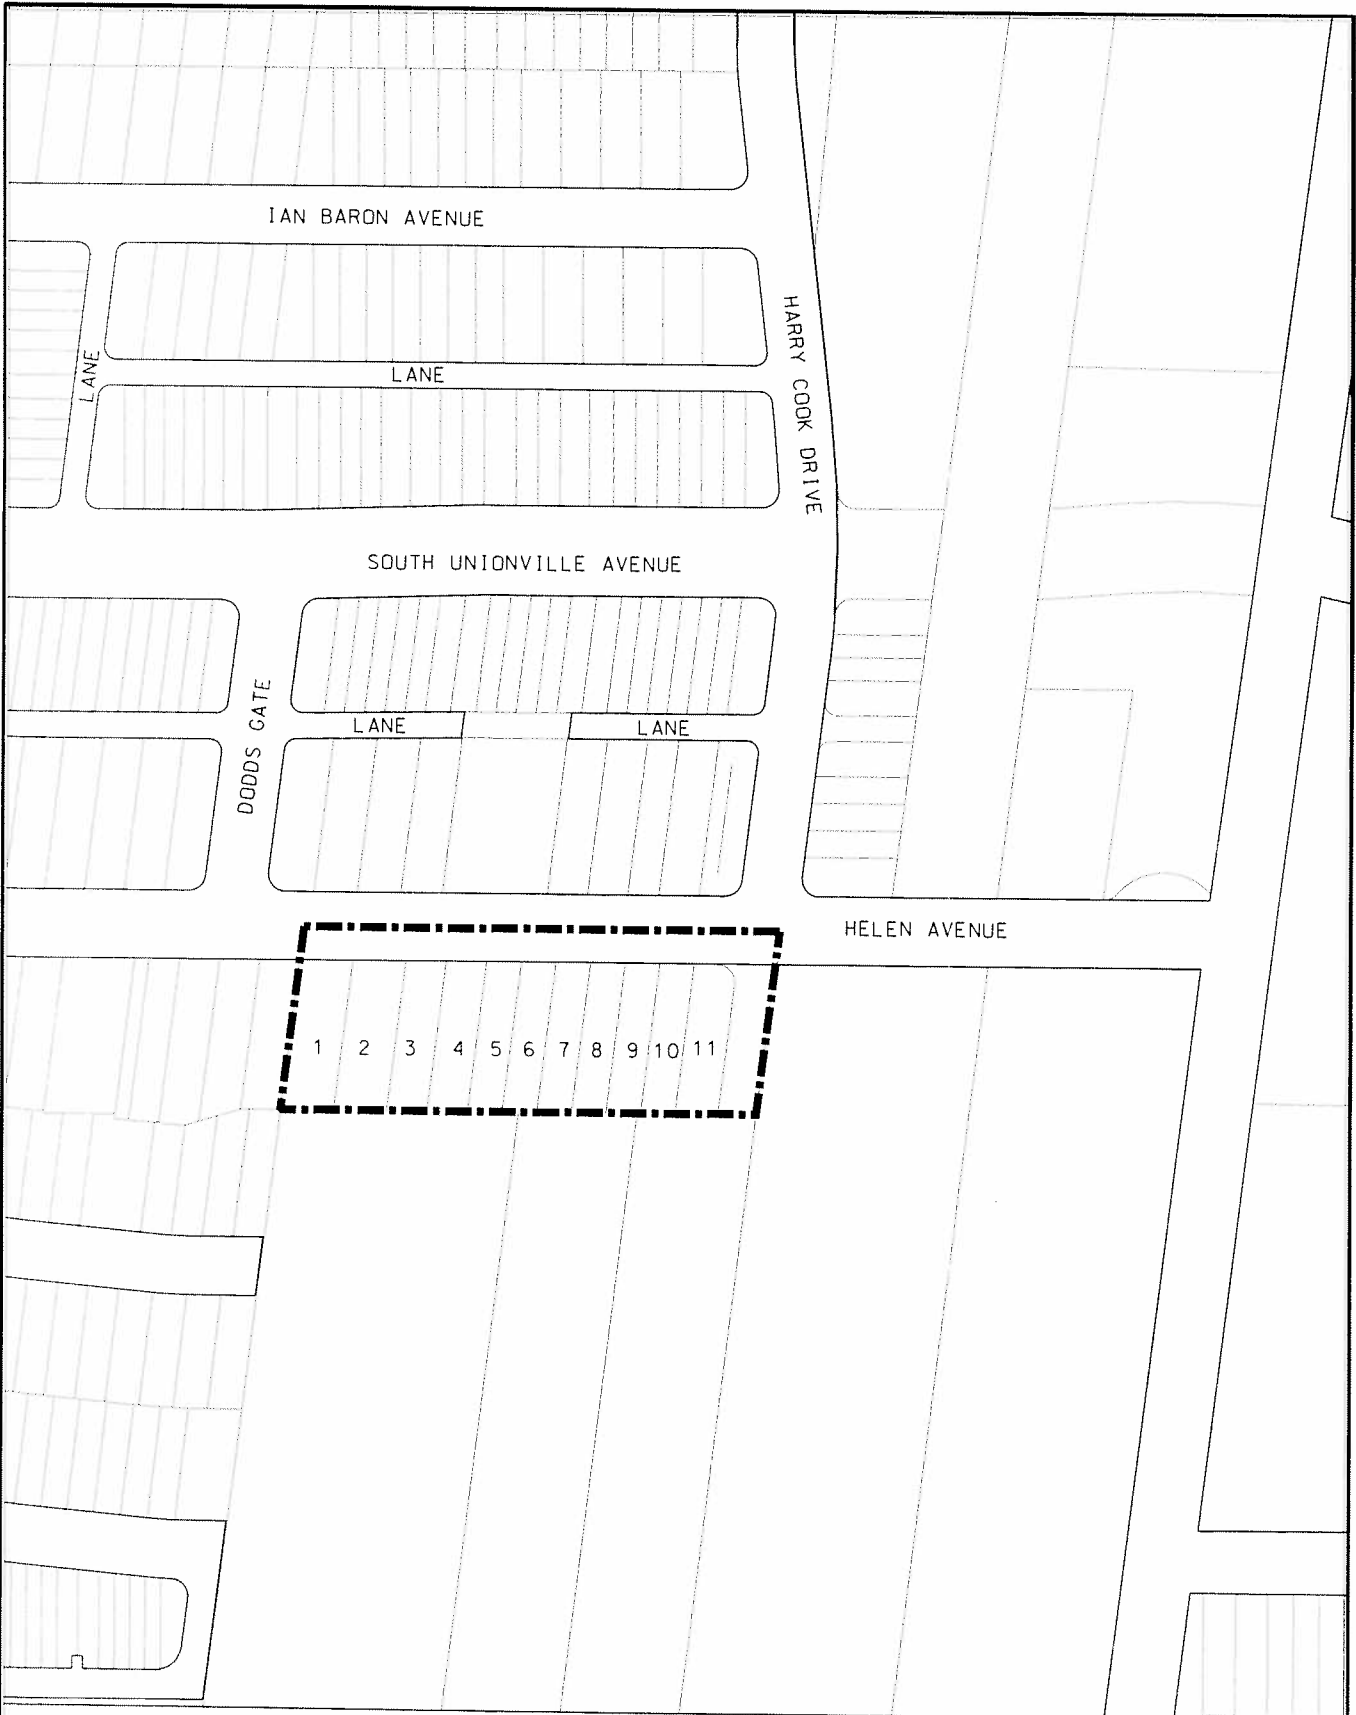 IAN BARON AVENUE
HARRY COOK DRIVE
LANE
LANE
SOUTH UNIONVILLE AVENUE
DODDS GATE
LANE
LANE
HELEN AVENUE
1 2 3 4 5 6 7 8 9 10 11